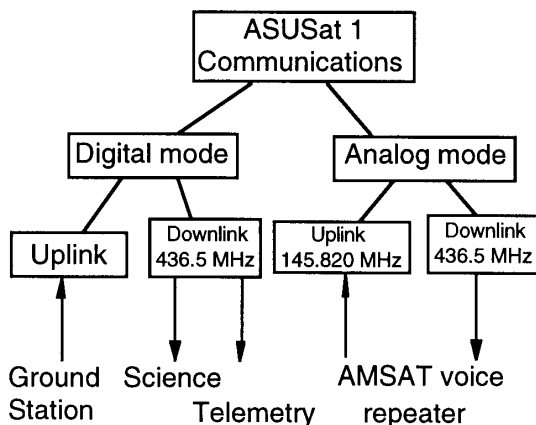 ASUSat 1
Communications
Digital mode
Analog mode
Uplink
Downlink
436.5 MHz
Uplink
145.820 MHz
Downlink
436.5 MHz
Ground
Station
Science
Telemetry
AMSAT voice
repeater